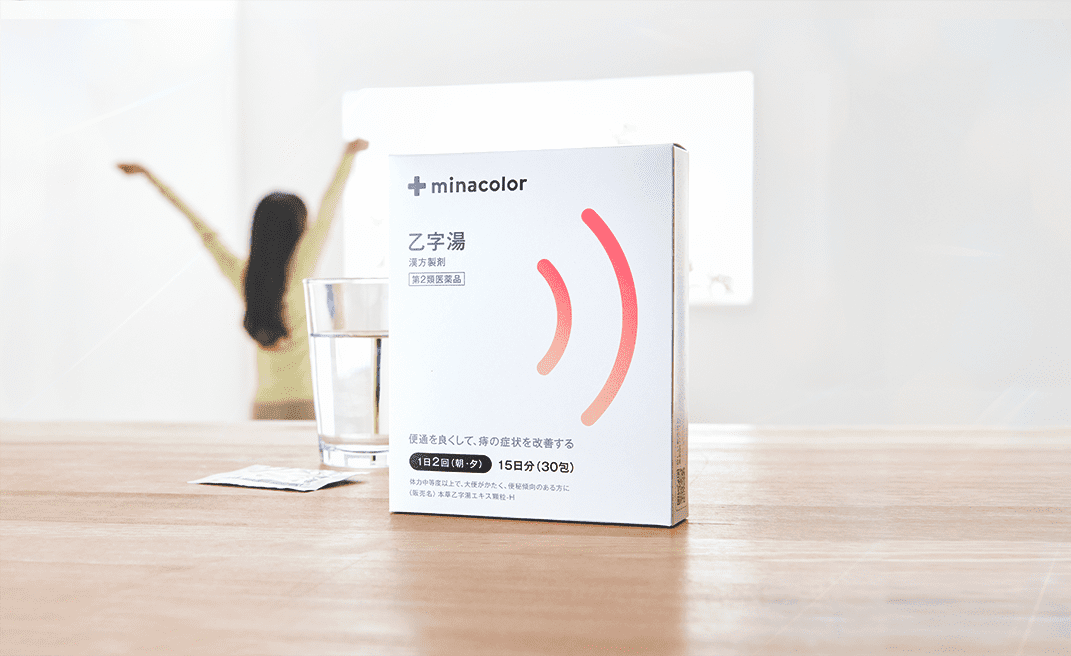 minacolor
乙字湯
漢方製剤
第2類医薬品
便通を良くして、痔の症状を改善する
1日2回(朝・夕) 15日分(30包)
体力中等度以上で、大便がかたく、便秘傾向のある方に
〈販売名〉本草乙字湯エキス顆粒-H